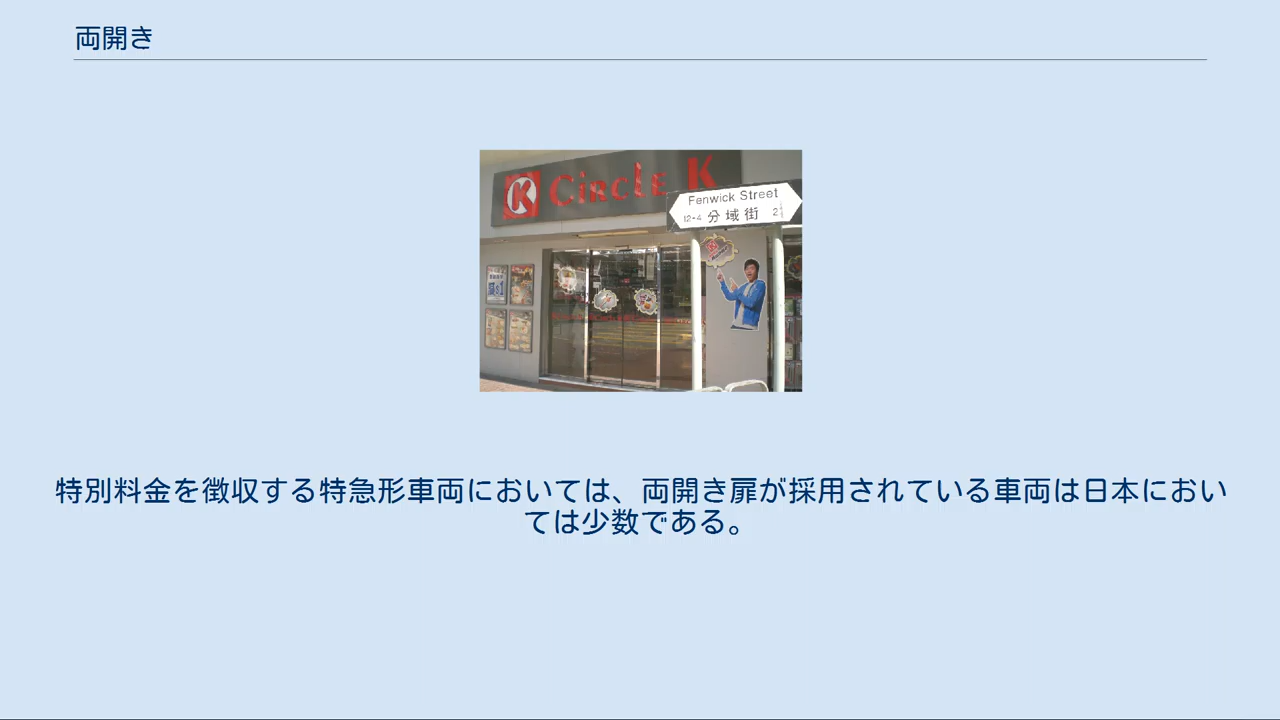 両開き
Circle K
Fenwick Street
12-4 分域街 2
特別料金を徴収する特急形車両においては、両開き扉が採用されている車両は日本におい
ては少数である。